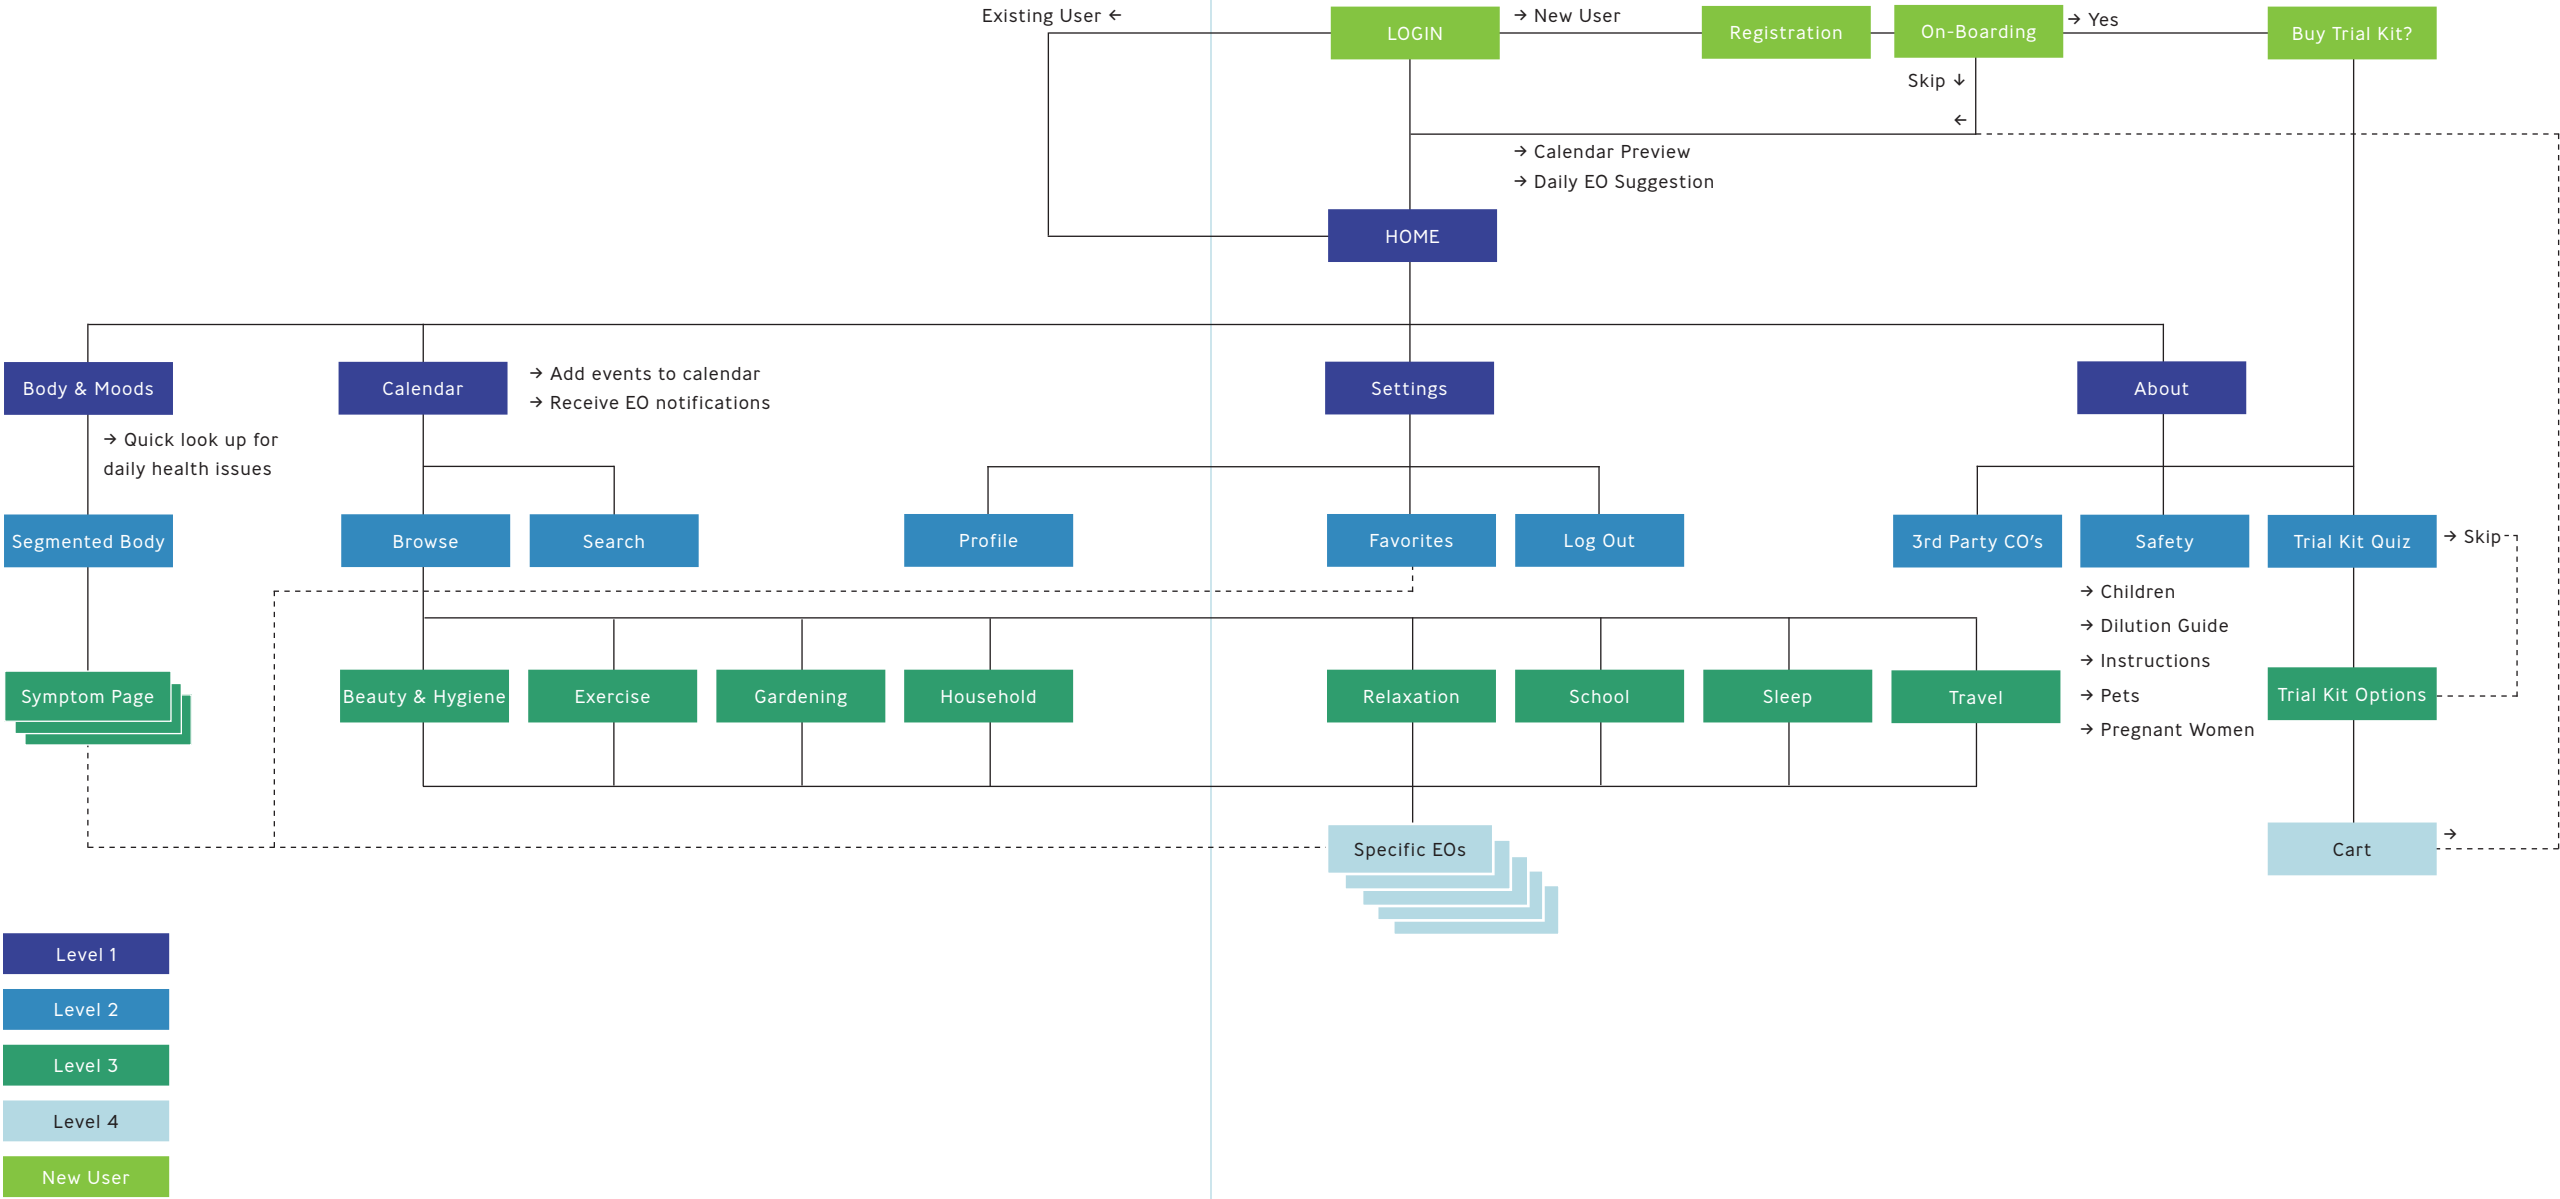 Existing User ←
LOGIN
→ New User
Registration
On-Boarding
→ Yes
Buy Trial Kit?
Skip ↓
←
→ Calendar Preview
→ Daily EO Suggestion
HOME
Body & Moods
Calendar
→ Add events to calendar
→ Receive EO notifications
Settings
About
→ Quick look up for
daily health issues
Segmented Body
Browse
Search
Profile
Favorites
Log Out
3rd Party CO's
Safety
Trial Kit Quiz
→ Skip
→ Children
→ Dilution Guide
→ Instructions
→ Pets
→ Pregnant Women
Symptom Page
Beauty & Hygiene
Exercise
Gardening
Household
Relaxation
School
Sleep
Travel
Trial Kit Options
Specific EOs
Cart
→
Level 1
Level 2
Level 3
Level 4
New User